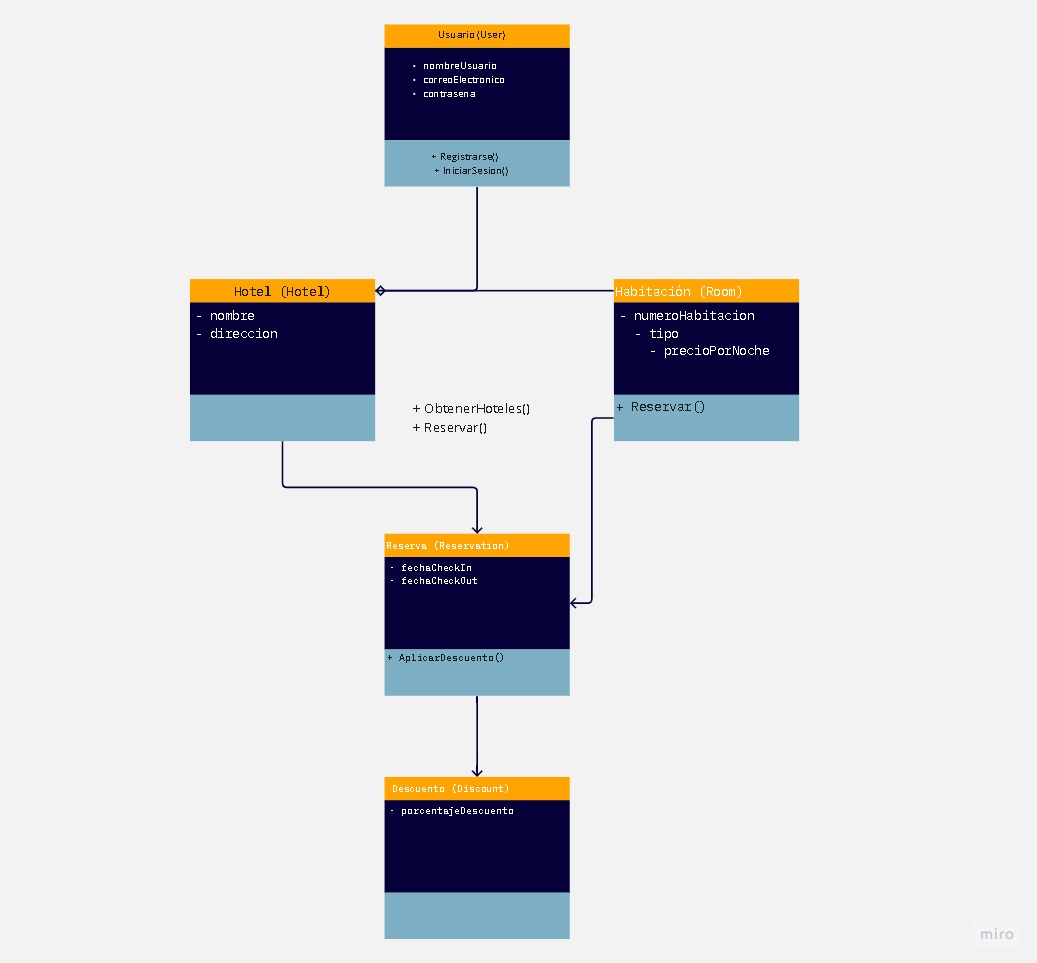 Usuario (User)
• nombreUsuario
• correoElectronico
• contrasena
+ Registrarse()
+ IniciarSesion()
Hotel (Hotel)
- nombre
- direccion
Habitación (Room)
- numeroHabitacion
- tipo
- precioPorNoche
+ Reservar()
+ ObtenerHoteles()
+ Reservar()
Reserva (Reservation)
- fechaCheckIn
- fechaCheckOut
+ AplicarDescuento()
Descuento (Discount)
- porcentajeDescuento
miro